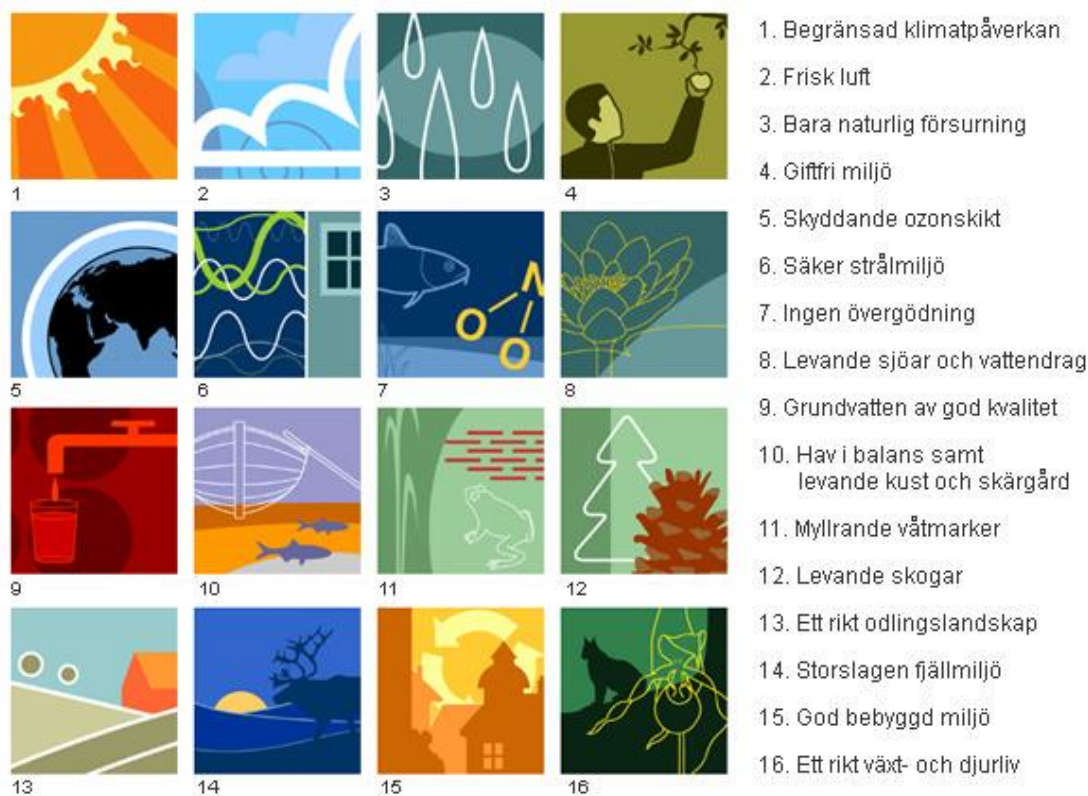 1
2
3
4
5
6
N
O
O
7
8
9
10
11
12
13
14
15
16
1. Begränsad klimatpåverkan
2. Frisk luft
3. Bara naturlig försurning
4. Giftfri miljö
5. Skyddande ozonskikt
6. Säker strålmiljö
7. Ingen övergödning
8. Levande sjöar och vattendrag
9. Grundvatten av god kvalitet
10. Hav i balans samt
levande kust och skärgård
11. Myllrande våtmarker
12. Levande skogar
13. Ett rikt odlingslandskap
14. Storslagen fjällmiljö
15. God bebyggd miljö
16. Ett rikt växt- och djurliv